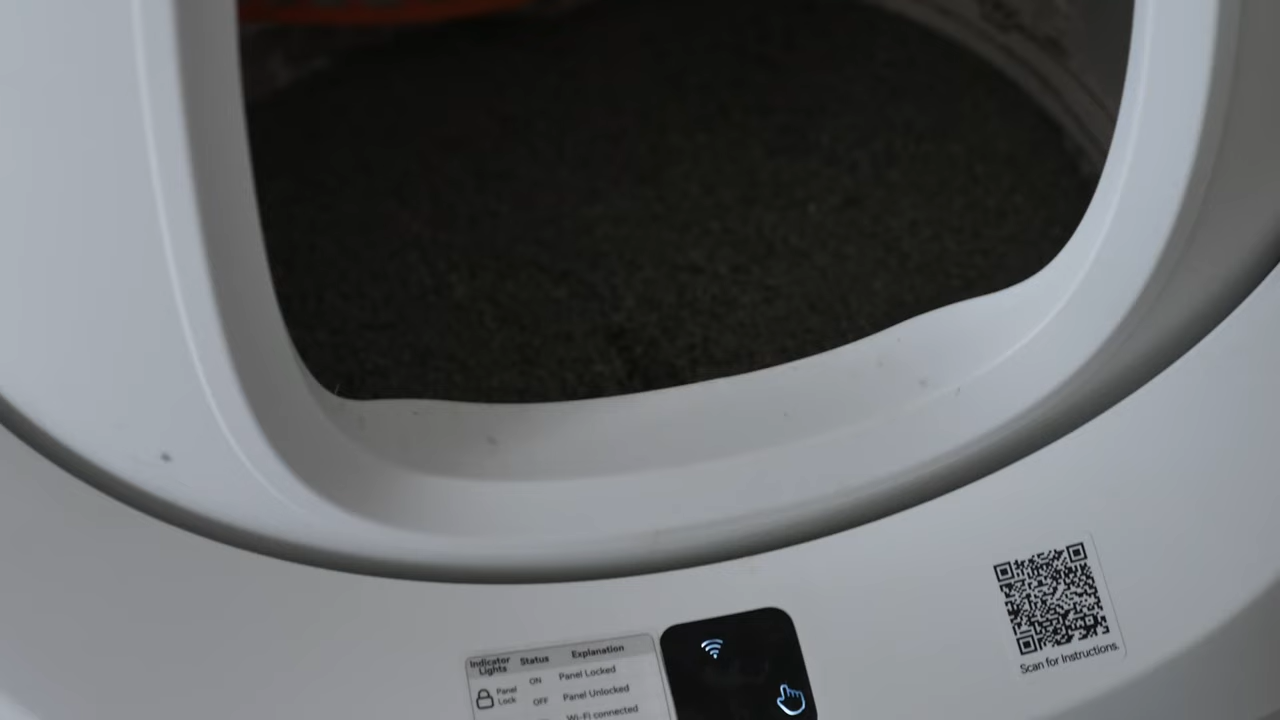 Indicator Lights Status Explanation
Panel Lock ON Panel Locked
OFF Panel Unlocked
Wi-Fi connected
Scan for Instructions.